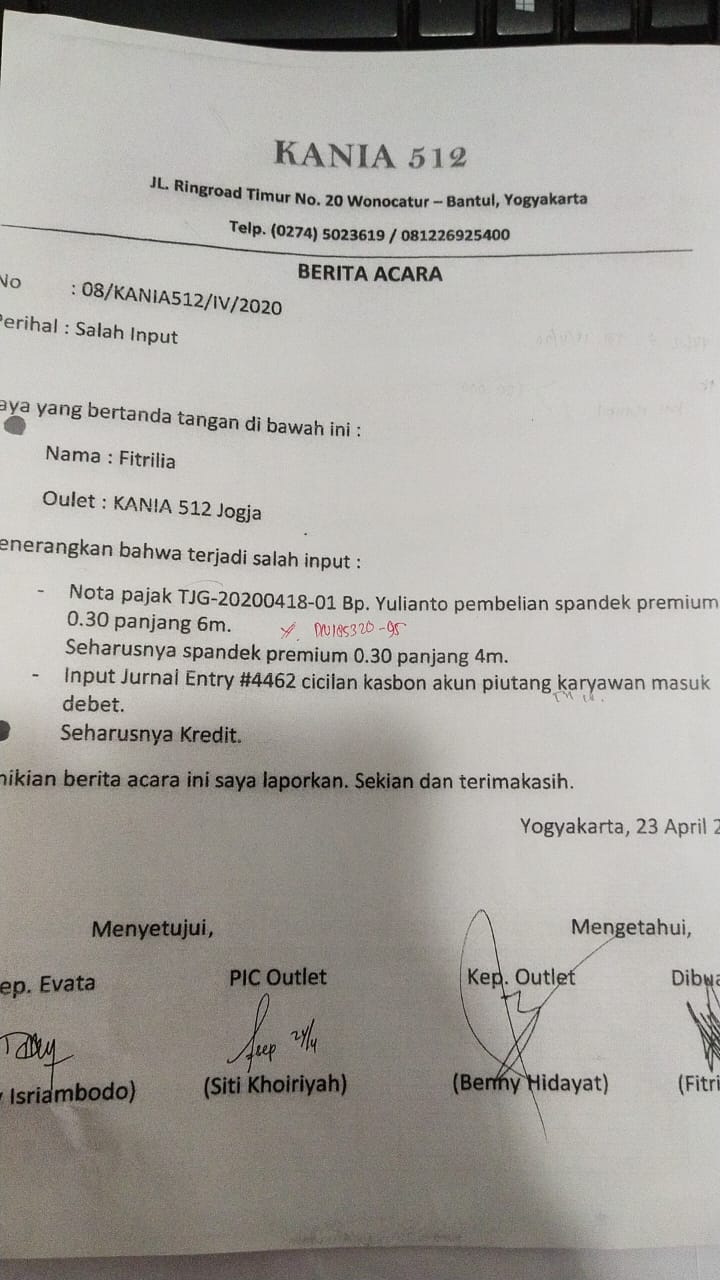 KANIA 512
JL. Ringroad Timur No. 20 Wonocatur – Bantul, Yogyakarta
Telp. (0274) 5023619 / 081226925400
BERITA ACARA
No : 08/KANIA512/IV/2020
Perihal : Salah Input
aya yang bertanda tangan di bawah ini :
Nama : Fitrilia
Oulet : KANIA 512 Jogja
enerangkan bahwa terjadi salah input :
- Nota pajak TJG-20200418-01 Bp. Yulianto pembelian spandek premium
0.30 panjang 6m.
Seharusnya spandek premium 0.30 panjang 4m.
- Input Jurnal Entry #4462 cicilan kasbon akun piutang karyawan masuk
debet.
Seharusnya Kredit.
mikian berita acara ini saya laporkan. Sekian dan terimakasih.
Yogyakarta, 23 April 2
Menyetujui, Mengetahui,
ep. Evata PIC Outlet Kep. Outlet Dibua
24/4
y Isriambodo) (Siti Khoiriyah) (Benny Hidayat) (Fitri